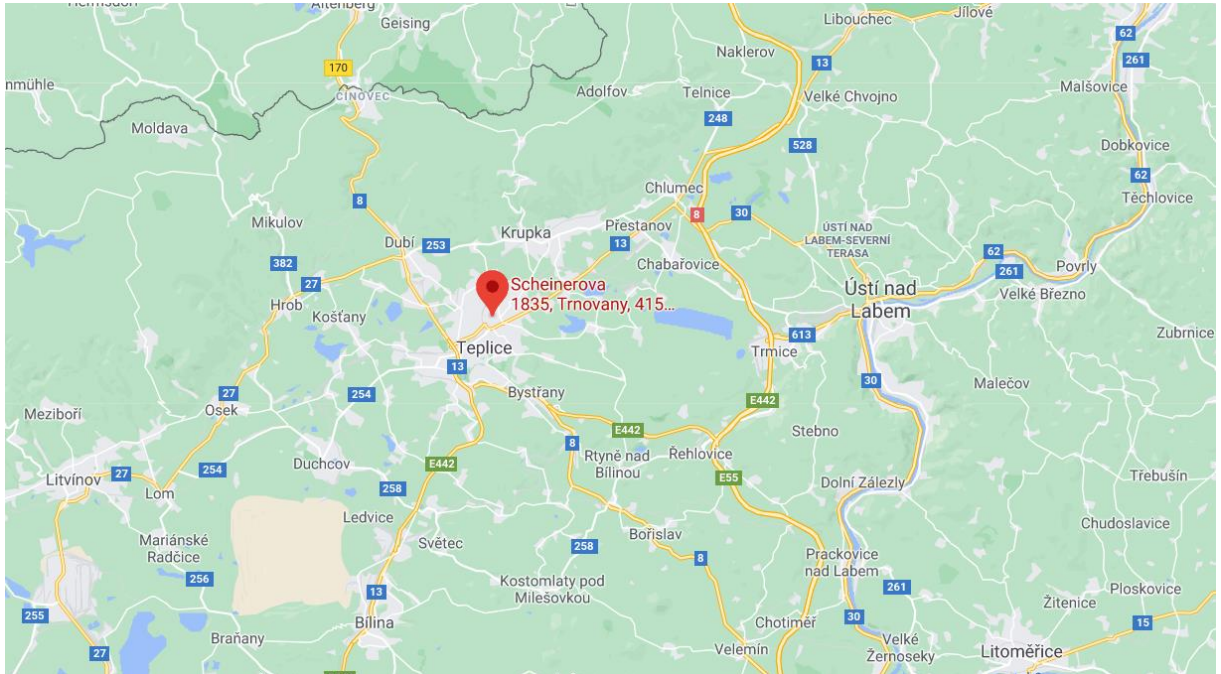 Altenberg
Geising
Libouchec
Jílové
62
261
Naklerov
13
170
CÍNOVEC
nmühle
Adolfov
Telnice
Velké Chvojno
Malšovice
Moldava
248
528
Dobkovice
62
Těchlovice
8
Chlumec
8
30
Mikulov
Přestanov
ÚSTÍ NAD
LABEM-SEVERNÍ
TERASA
Dubí
253
Krupka
13
62
261
Povrly
382
27
Chabařovice
Hrob
Scheinerova
1835, Trnovany, 415...
Ústí nad
Labem
Velké Březno
Košťany
613
Zubrnice
Teplice
Trmice
13
30
Malečov
27
254
Bystřany
E442
Meziboří
Osek
E442
Stebno
8
Řehlovice
Rtyně nad
Bílinou
Duchcov
E442
254
27
Litvínov
Lom
258
E55
Dolní Zálezly
Třebušín
Ledvice
Světec
Bořislav
Chudoslavice
Mariánské
Radčice
258
8
Prackovice
nad Labem
256
13
Kostomlaty pod
Milešovkou
261
Ploskovice
255
Žitenice
Bílina
Chotiměř
30
15
Braňany
27
Velemín
Velké
Žernoseky
Litoměřice